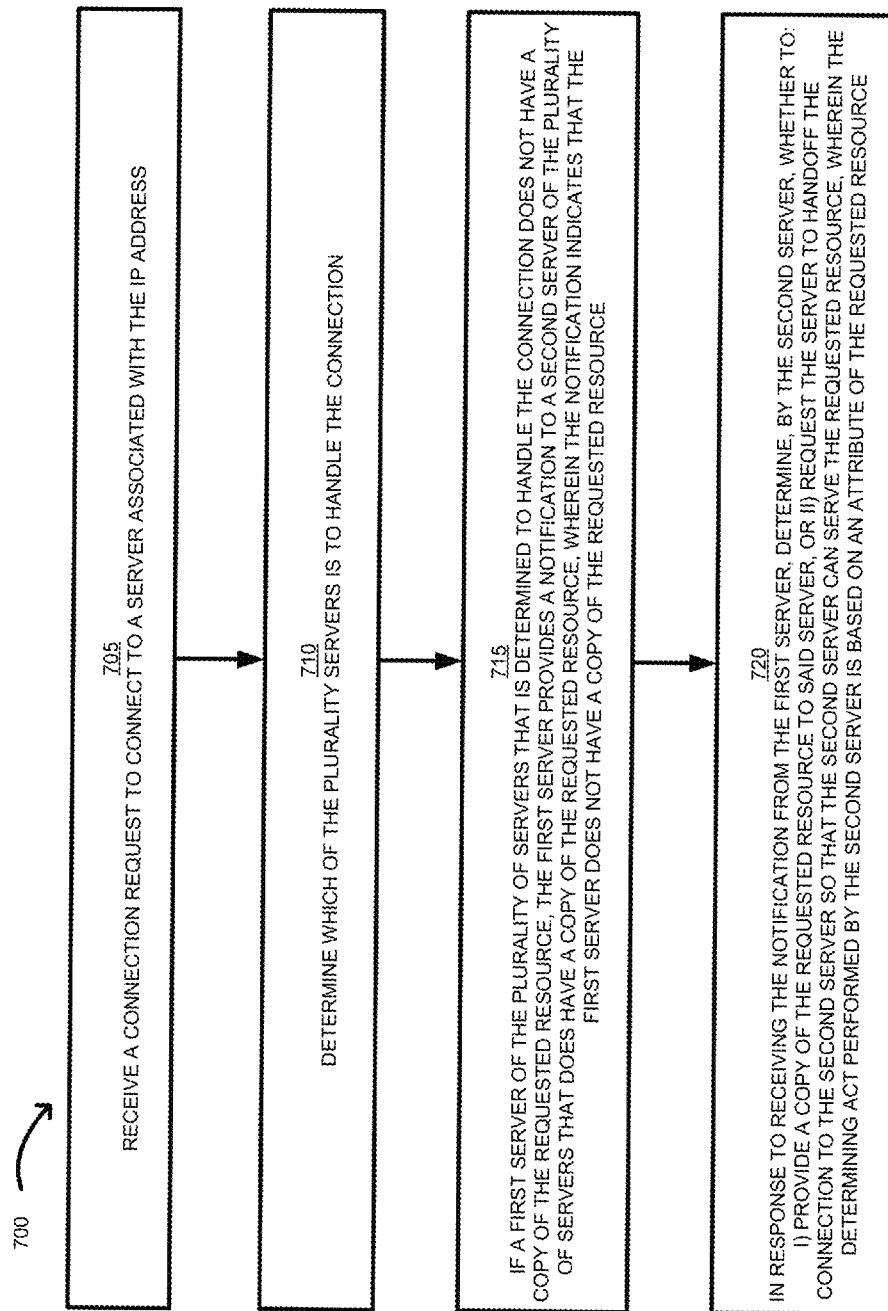 700
705
RECEIVE A CONNECTION REQUEST TO CONNECT TO A SERVER ASSOCIATED WITH THE IP ADDRESS
710
DETERMINE WHICH OF THE PLURALITY SERVERS IS TO HANDLE THE CONNECTION
715
IF A FIRST SERVER OF THE PLURALITY OF SERVERS THAT IS DETERMINED TO HANDLE THE CONNECTION DOES NOT HAVE A
COPY OF THE REQUESTED RESOURCE, THE FIRST SERVER PROVIDES A NOTIFICATION TO A SECOND SERVER OF THE PLURALITY
OF SERVERS THAT DOES HAVE A COPY OF THE REQUESTED RESOURCE, WHEREIN THE NOTIFICATION INDICATES THAT THE
FIRST SERVER DOES NOT HAVE A COPY OF THE REQUESTED RESOURCE
720
IN RESPONSE TO RECEIVING THE NOTIFICATION FROM THE FIRST SERVER, DETERMINE, BY THE SECOND SERVER, WHETHER TO:
I) PROVIDE A COPY OF THE REQUESTED RESOURCE TO SAID SERVER, OR II) REQUEST THE SERVER TO HANDOFF THE
CONNECTION TO THE SECOND SERVER SO THAT THE SECOND SERVER CAN SERVE THE REQUESTED RESOURCE, WHEREIN THE
DETERMINING ACT PERFORMED BY THE SECOND SERVER IS BASED ON AN ATTRIBUTE OF THE REQUESTED RESOURCE